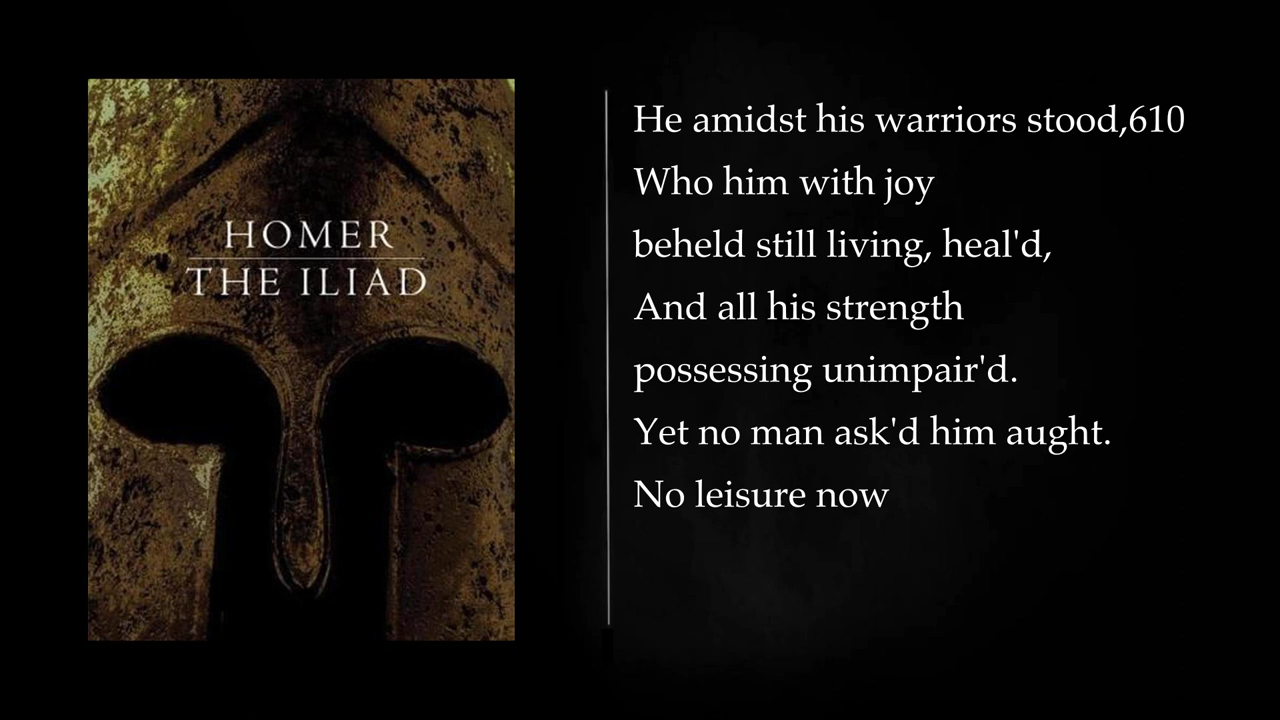 HOMER
THE ILIAD
He amidst his warriors stood,610
Who him with joy
beheld still living, heal'd,
And all his strength
possessing unimpair'd.
Yet no man ask'd him aught.
No leisure now